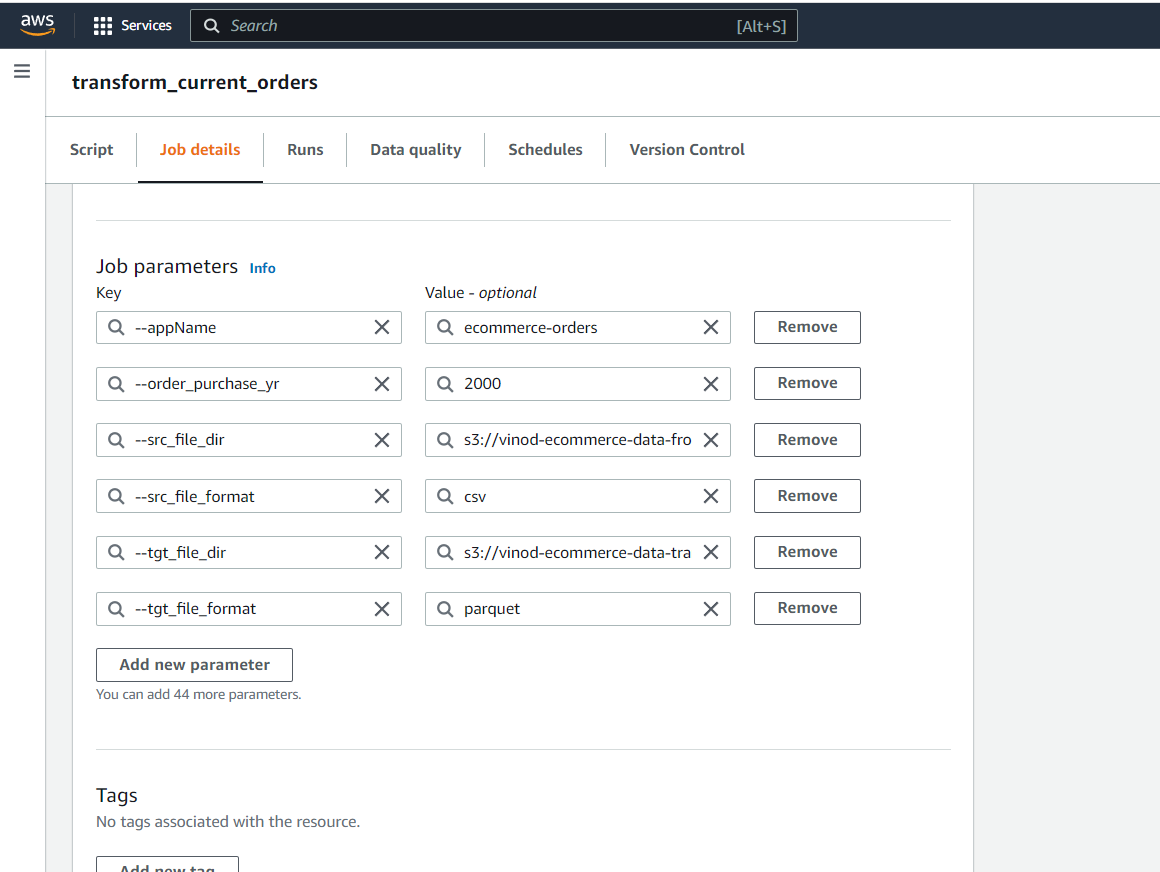 aws Services Search [Alt+S]
transform_current_orders
Script Job details Runs Data quality Schedules Version Control
Job parameters Info
Key Value - optional
--appName ecommerce-orders Remove
--order_purchase_yr 2000 Remove
--src_file_dir s3://vinod-ecommerce-data-fro Remove
--src_file_format csv Remove
--tgt_file_dir s3://vinod-ecommerce-data-tra Remove
--tgt_file_format parquet Remove
Add new parameter
You can add 44 more parameters.
Tags
No tags associated with the resource.
Add new tag